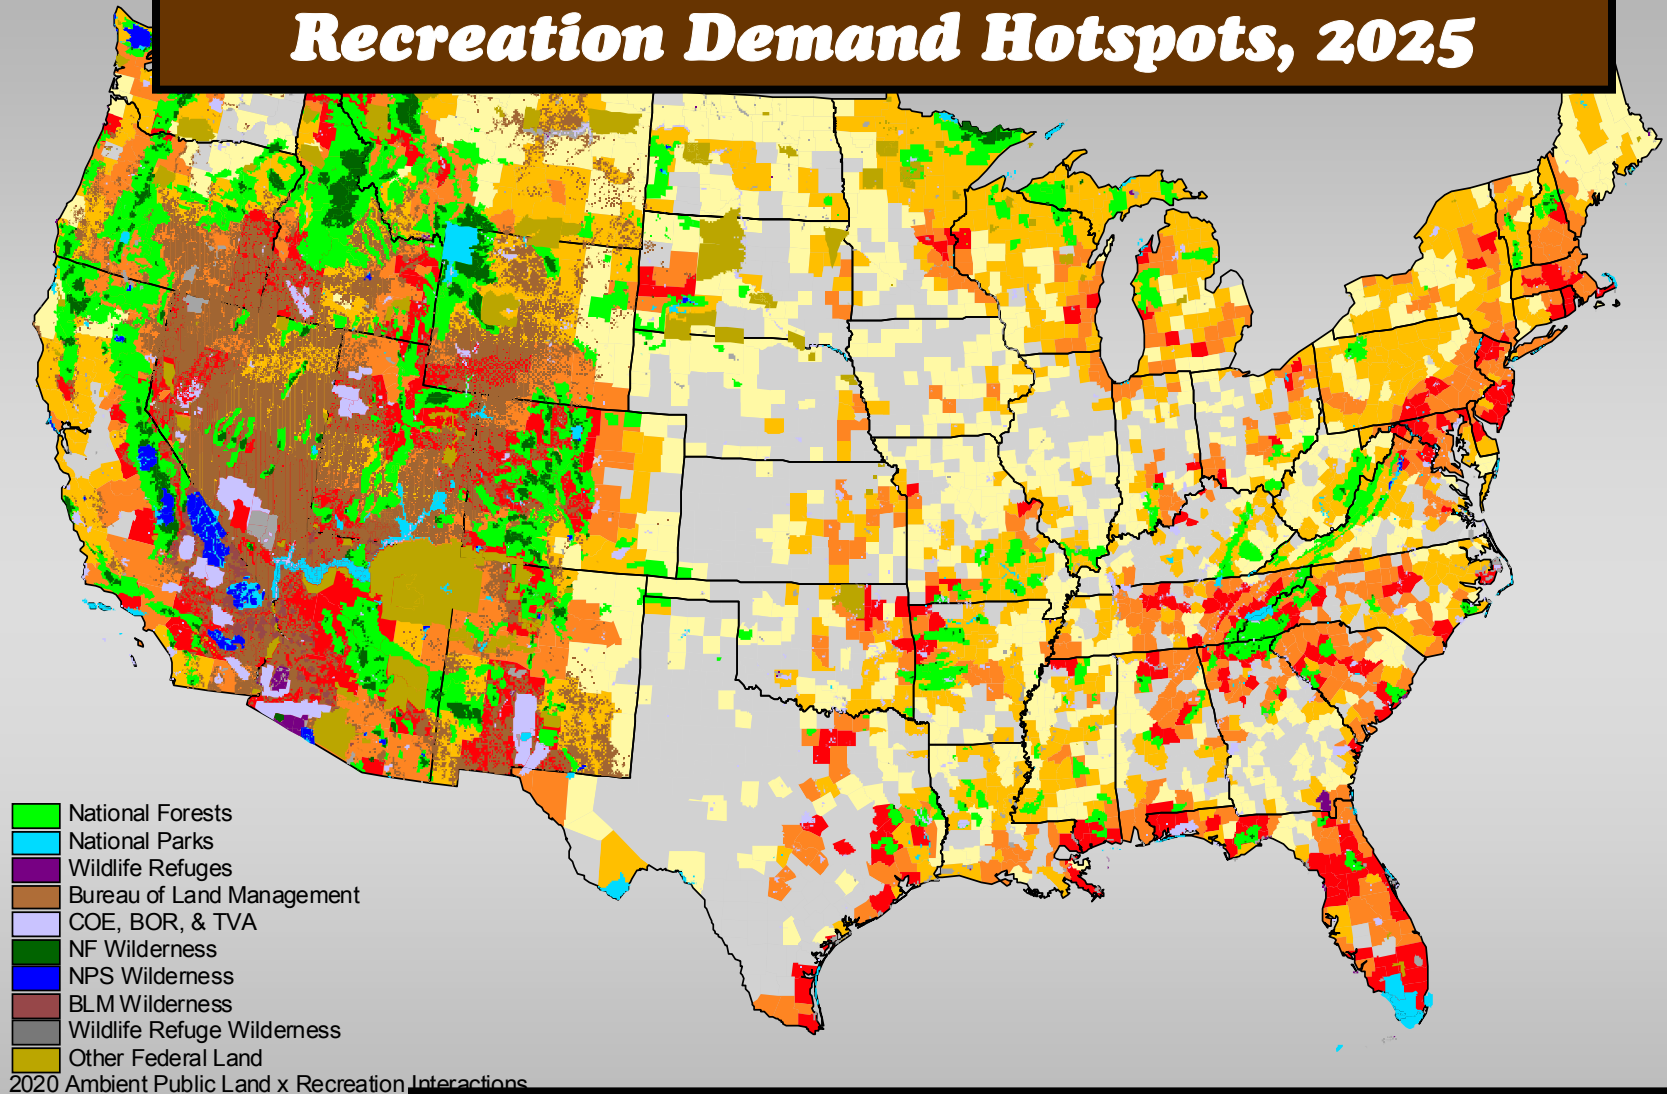 Recreation Demand Hotspots, 2025
National Forests
National Parks
Wildlife Refuges
Bureau of Land Management
COE, BOR, & TVA
NF Wilderness
NPS Wilderness
BLM Wilderness
Wildlife Refuge Wilderness
Other Federal Land
2020 Ambient Public Land x Recreation Interactions